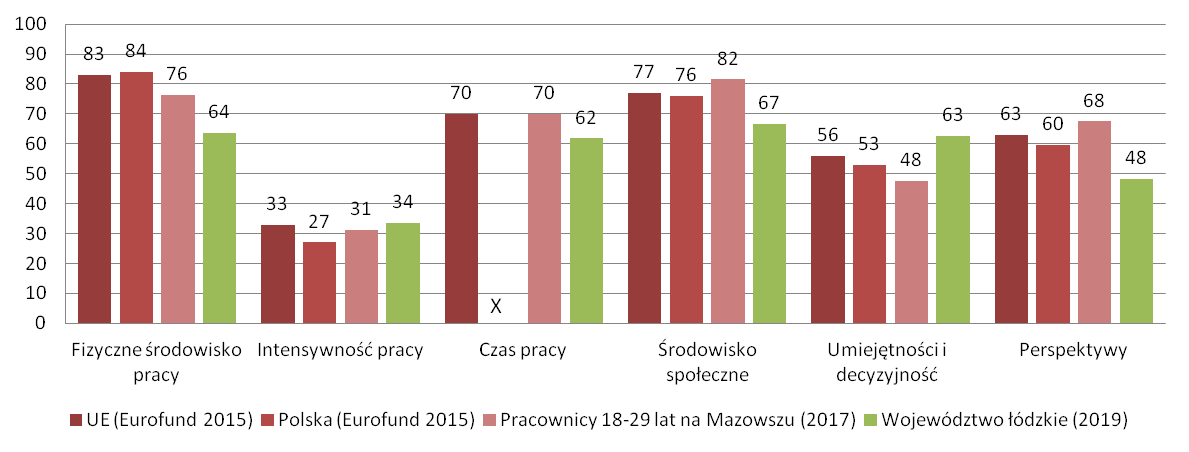 100
90
80
70
60
50
40
30
20
10
0
83 84 76 64
33 27 31 34
70 X 70 62
77 76 82 67
56 53 48 63
63 60 68 48
Fizyczne środowisko
pracy
Intensywność pracy
Czas pracy
Środowisko
społeczne
Umiejętności i
decyzyjność
Perspektywy
UE (Eurofund 2015) Polska (Eurofund 2015) Pracownicy 18-29 lat na Mazowszu (2017) Województwo łódzkie (2019)